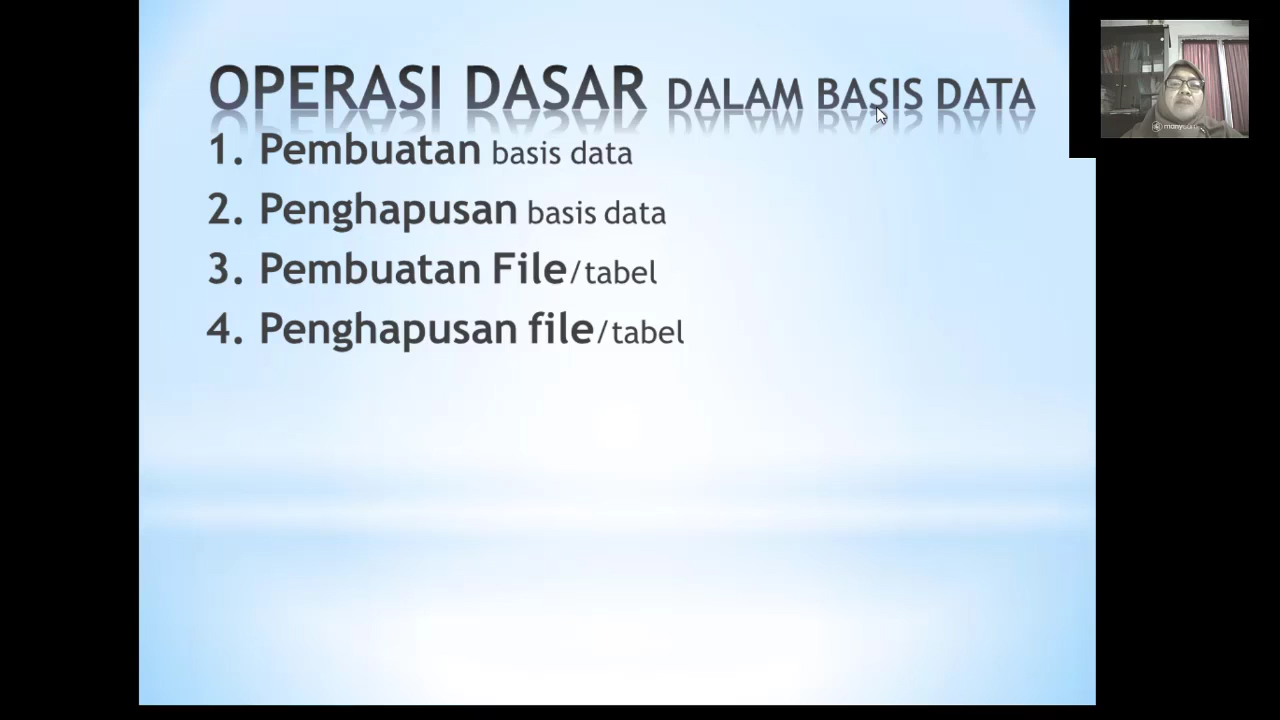 OPERASI DASAR DALAM BASIS DATA
1. Pembuatan basis data
2. Penghapusan basis data
3. Pembuatan File/tabel
4. Penghapusan file/tabel